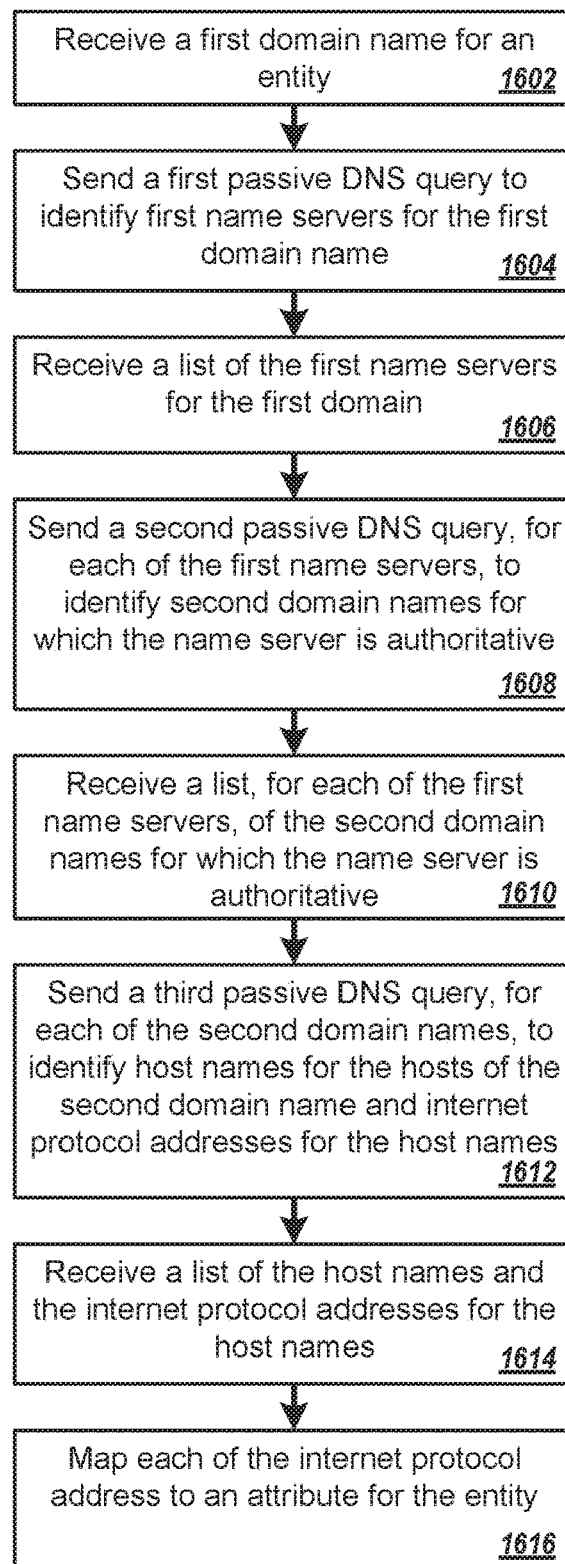 Receive a first domain name for an
entity
1602
Send a first passive DNS query to
identify first name servers for the first
domain name
1604
Receive a list of the first name servers
for the first domain
1606
Send a second passive DNS query, for
each of the first name servers, to
identify second domain names for
which the name server is authoritative
1608
Receive a list, for each of the first
name servers, of the second domain
names for which the name server is
authoritative
1610
Send a third passive DNS query, for
each of the second domain names, to
identify host names for the hosts of the
second domain name and internet
protocol addresses for the host names
1612
Receive a list of the host names and
the internet protocol addresses for the
host names
1614
Map each of the internet protocol
address to an attribute for the entity
1616